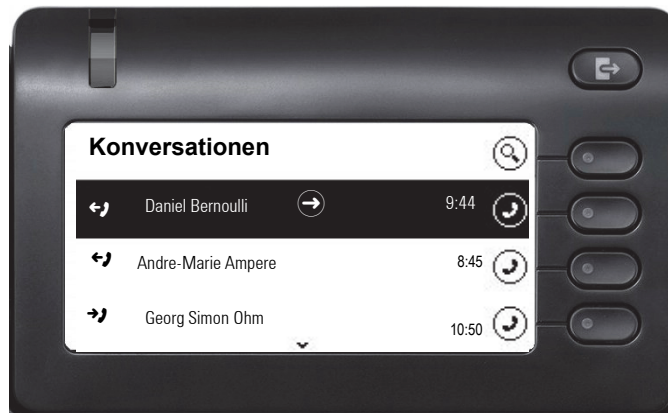 Konversationen
Daniel Bernoulli 9:44
Andre-Marie Ampere 8:45
Georg Simon Ohm 10:50